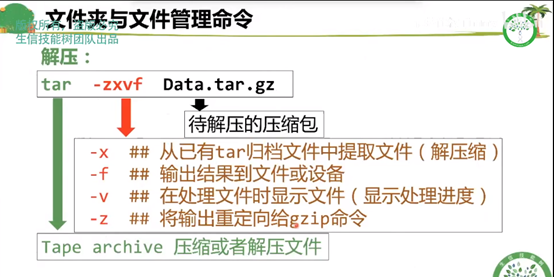 文件夹与文件管理命令
生信技能树团队出品
解压：
tar -zxvf Data.tar.gz
待解压的压缩包
-x ## 从已有tar归档文件中提取文件（解压缩）
-f ## 输出结果到文件或设备
-v ## 在处理文件时显示文件（显示处理进度）
-z ## 将输出重定向给gzip命令
Tape archive 压缩或者解压文件